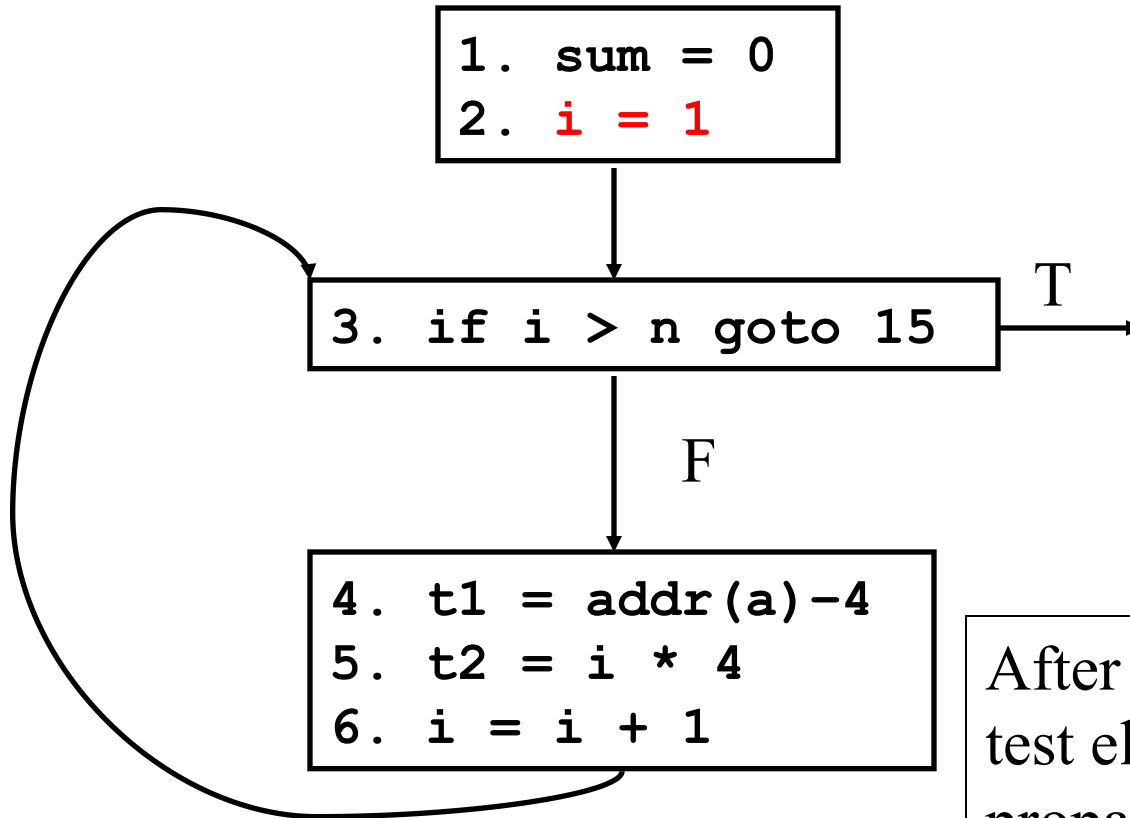 1. sum = 0
2. i = 1
3. if i > n goto 15
T
F
4. t1 = addr(a)-4
5. t2 = i * 4
6. i = i + 1
After
test